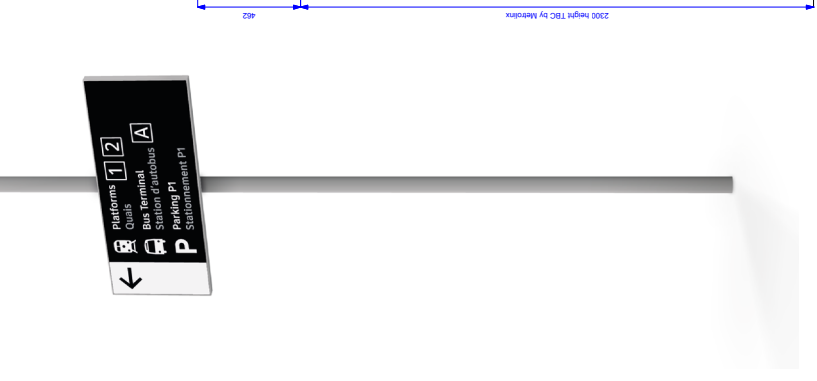 462
2300 height TBC by Metrolinx
Platforms 1 2
Quais
Bus Terminal A
Station d'autobus
Parking P1
P Stationnement P1